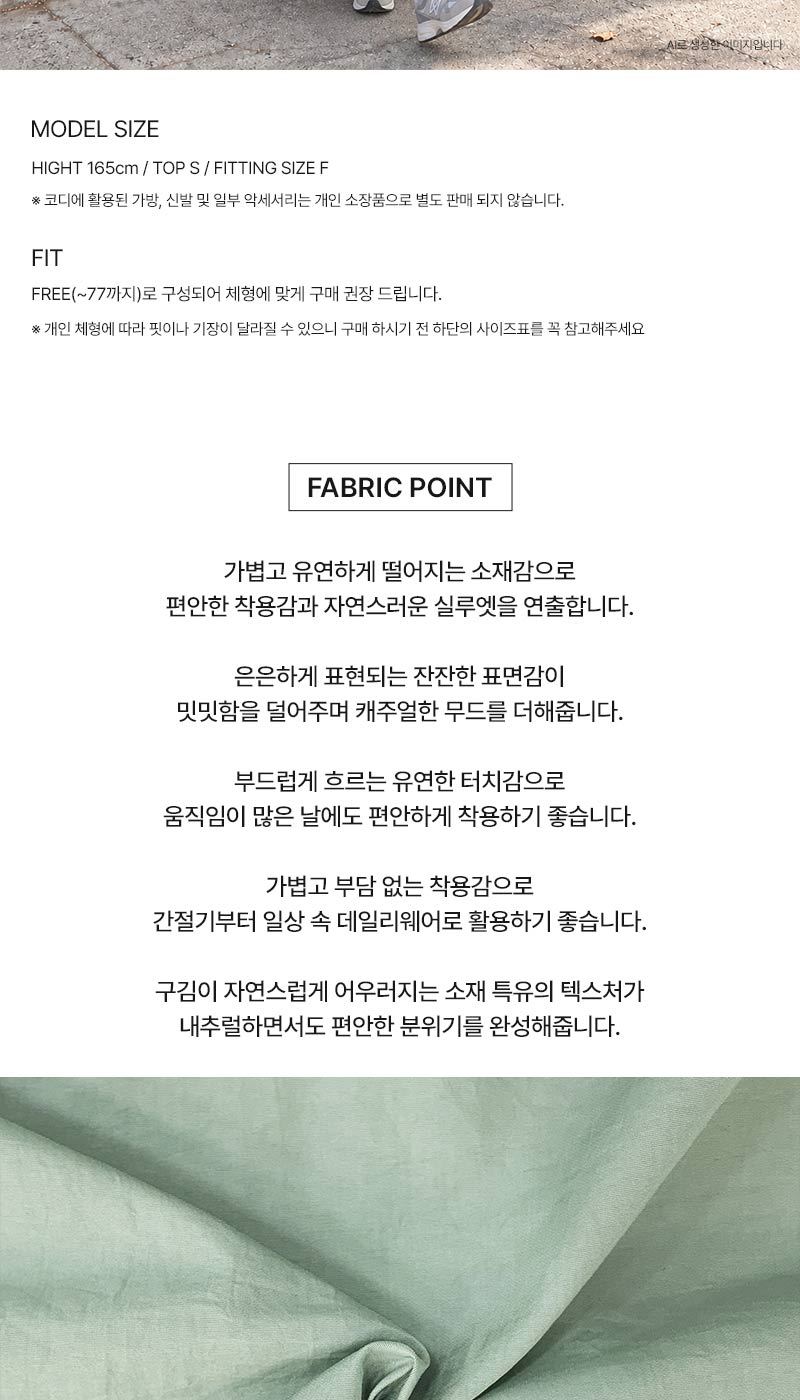 AI로 생성한 이미지입니다
MODEL SIZE
HIGHT 165cm / TOP S / FITTING SIZE F
※ 코디에 활용된 가방, 신발 및 일부 악세서리는 개인 소장품으로 별도 판매 되지 않습니다.
FIT
FREE(~77까지)로 구성되어 체형에 맞게 구매 권장 드립니다.
※ 개인 체형에 따라 핏이나 기장이 달라질 수 있으니 구매 하시기 전 하단의 사이즈표를 꼭 참고해주세요
FABRIC POINT
가볍고 유연하게 떨어지는 소재감으로
편안한 착용감과 자연스러운 실루엣을 연출합니다.
은은하게 표현되는 잔잔한 표면감이
밋밋함을 덜어주며 캐주얼한 무드를 더해줍니다.
부드럽게 흐르는 유연한 터치감으로
움직임이 많은 날에도 편안하게 착용하기 좋습니다.
가볍고 부담 없는 착용감으로
간절기부터 일상 속 데일리웨어로 활용하기 좋습니다.
구김이 자연스럽게 어우러지는 소재 특유의 텍스처가
내추럴하면서도 편안한 분위기를 완성해줍니다.